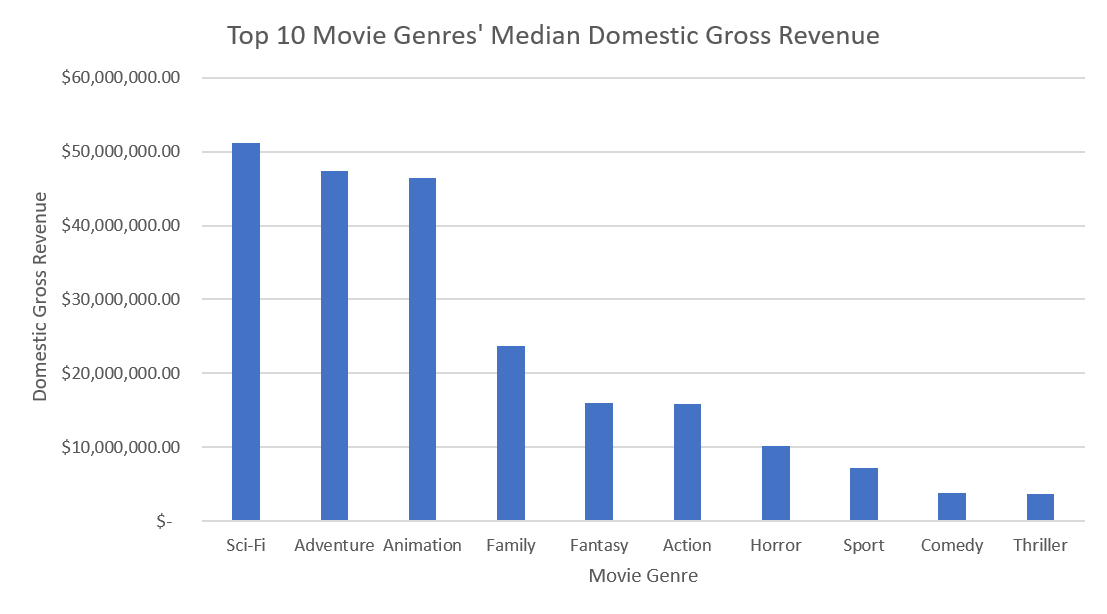 Top 10 Movie Genres' Median Domestic Gross Revenue
Domestic Gross Revenue
$60,000,000.00
$50,000,000.00
$40,000,000.00
$30,000,000.00
$20,000,000.00
$10,000,000.00
$-
Sci-Fi Adventure Animation Family Fantasy Action Horror Sport Comedy Thriller
Movie Genre